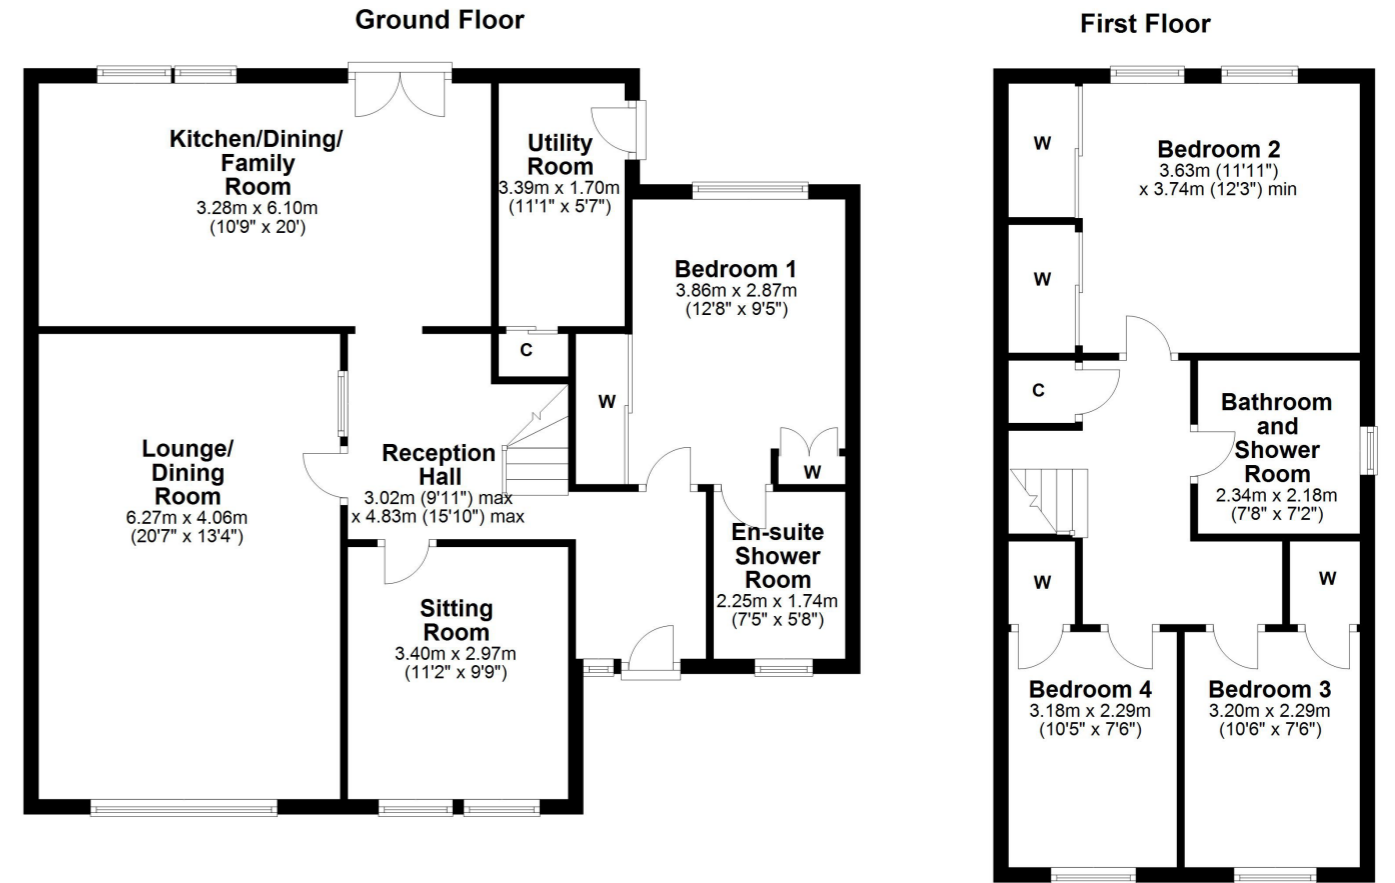 Ground Floor
Kitchen/Dining/
Family
Room
3.28m x 6.10m
(10'9" x 20')
Utility
Room
3.39m x 1.70m
(11'1" x 5'7")
Bedroom 1
3.86m x 2.87m
(12'8" x 9'5")
C
W
W
Lounge/
Dining
Room
6.27m x 4.06m
(20'7" x 13'4")
Reception
Hall
3.02m (9'11") max
x 4.83m (15'10") max
En-suite
Shower
Room
2.25m x 1.74m
(7'5" x 5'8")
Sitting
Room
3.40m x 2.97m
(11'2" x 9'9")
First Floor
W
Bedroom 2
3.63m (11'11")
x 3.74m (12'3") min
W
C
Bathroom
and
Shower
Room
2.34m x 2.18m
(7'8" x 7'2")
W
W
Bedroom 4
3.18m x 2.29m
(10'5" x 7'6")
Bedroom 3
3.20m x 2.29m
(10'6" x 7'6")